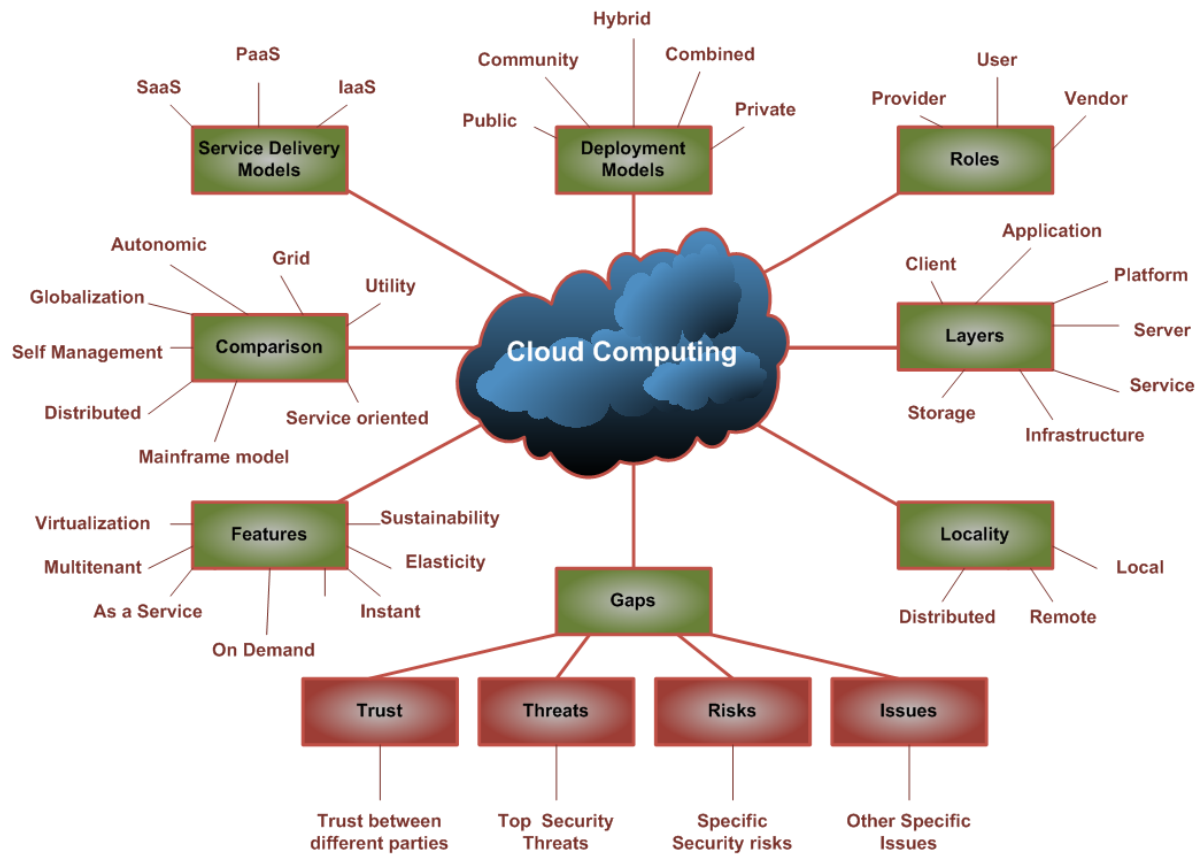 Hybrid
PaaS
Community
Combined
User
SaaS
IaaS
Provider
Vendor
Public
Private
Service Delivery
Models
Deployment
Models
Roles
Autonomic
Grid
Application
Client
Globalization
Utility
Platform
Self Management
Comparison
Cloud Computing
Layers
Server
Distributed
Service oriented
Storage
Service
Mainframe model
Infrastructure
Virtualization
Features
Sustainability
Locality
Multitenant
Elasticity
Local
As a Service
Instant
Gaps
Distributed
Remote
On Demand
Trust
Threats
Risks
Issues
Trust between
different parties
Top Security
Threats
Specific
Security risks
Other Specific
Issues